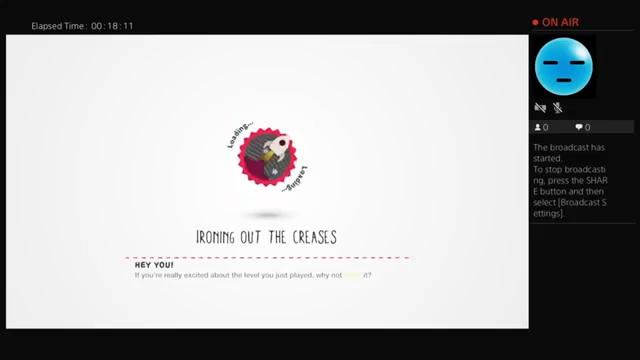 Elapsed Time : 00:18:11
ON AIR
Loading...
Loading...
0 0
The broadcast has
started.
To stop broadcasti
ng, press the SHAR
E button and then
select [Broadcast S
ettings].
IRONING OUT THE CREASES
HEY YOU!
If you're really excited about the level you just played, why not it?